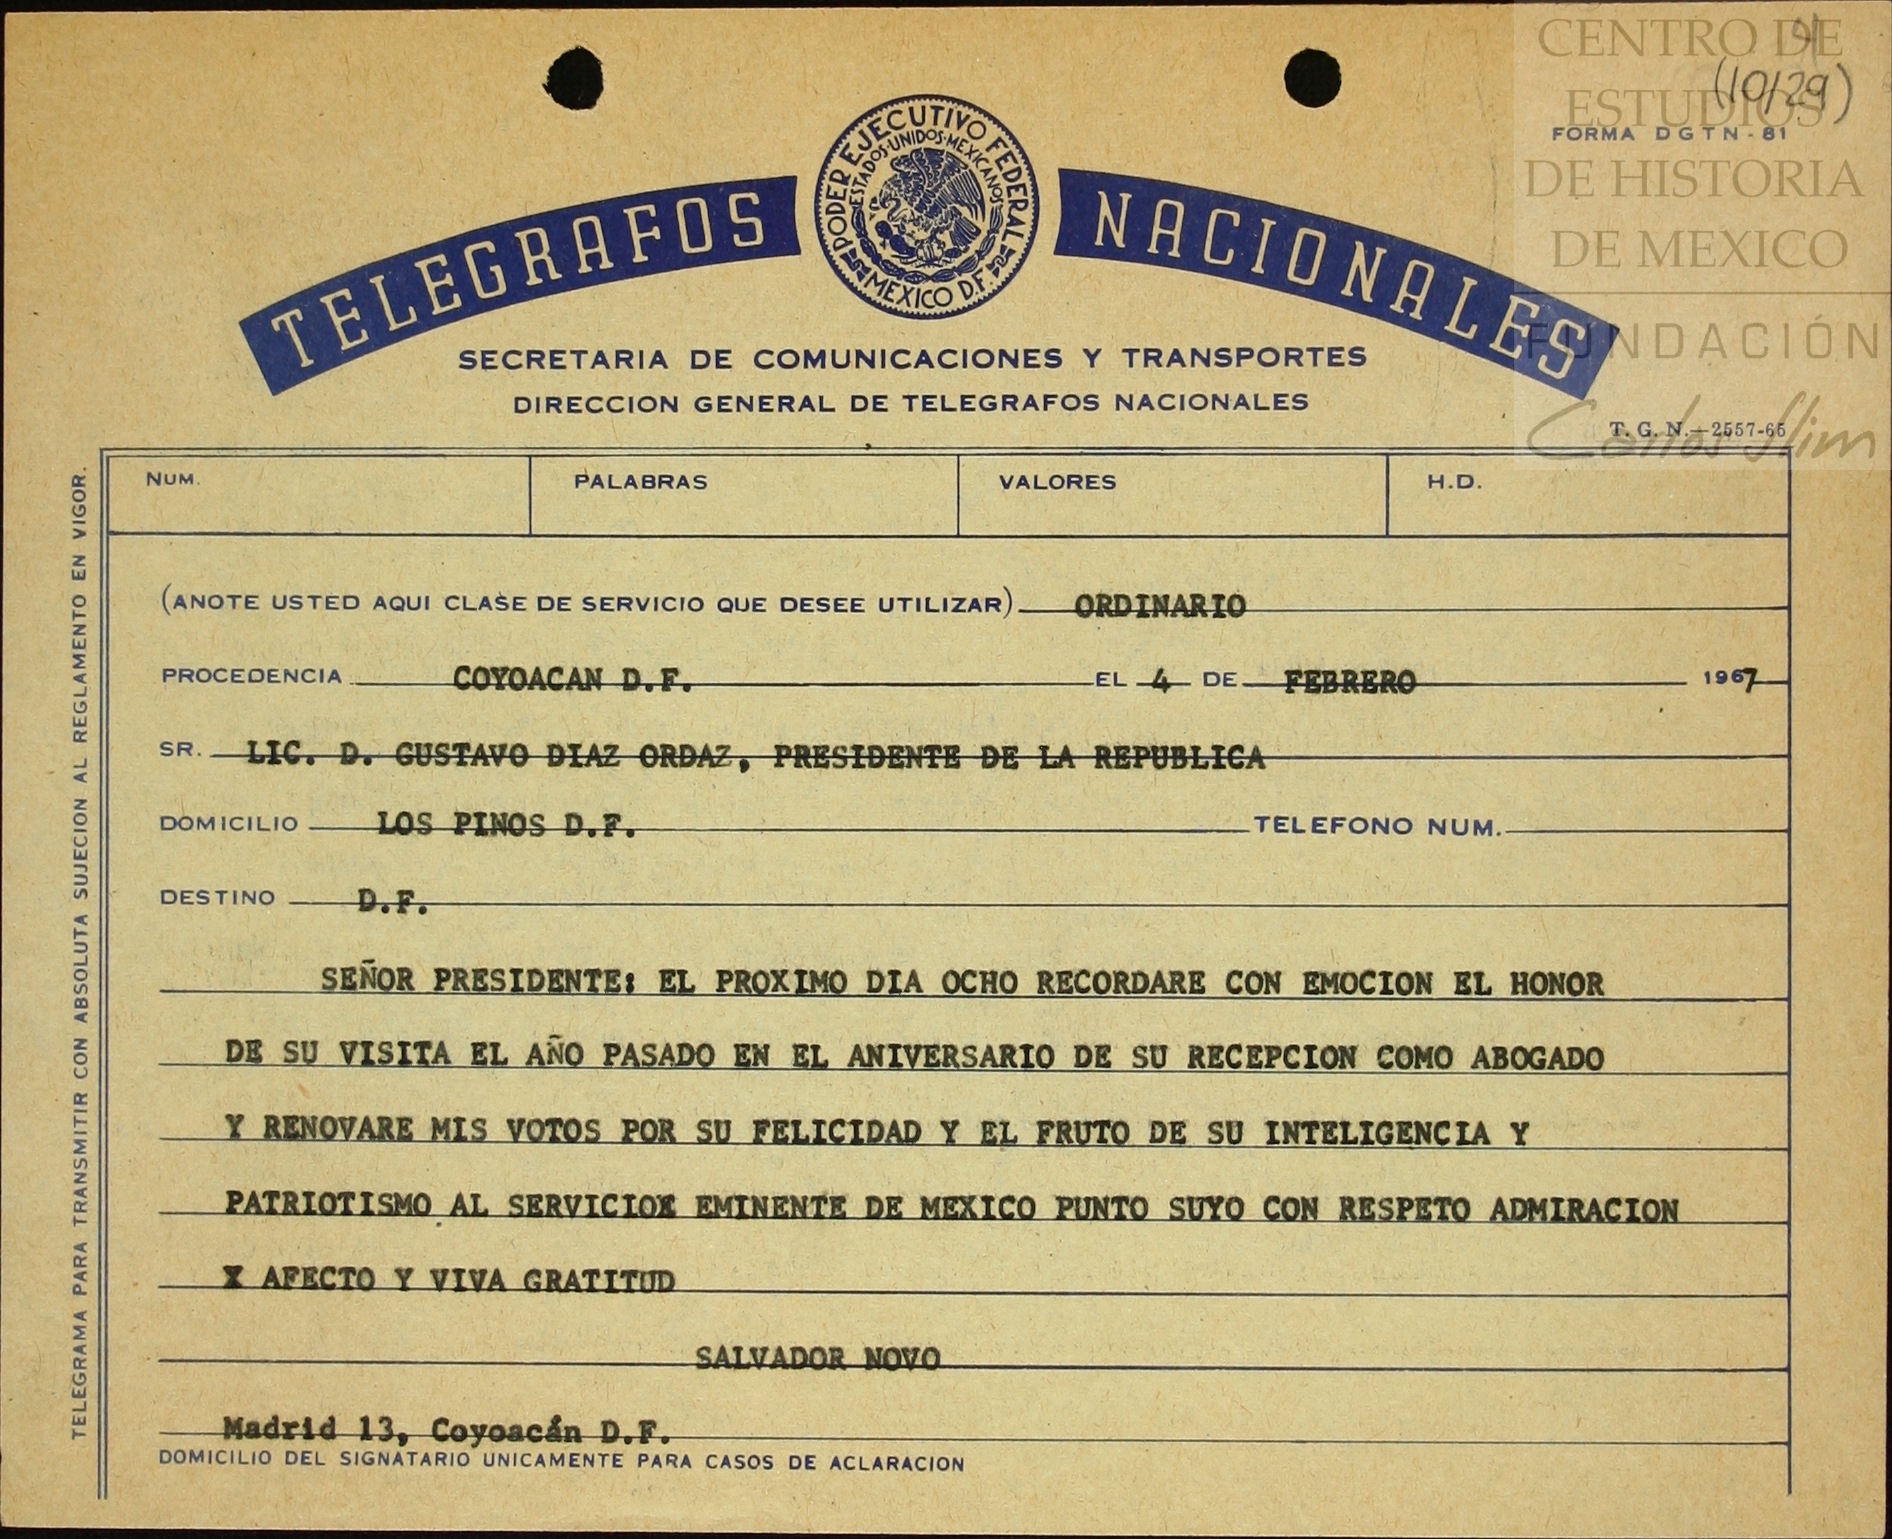 CENTRO DE
ESTUDIOS
DE HISTORIA
DE MEXICO
FUNDACIÓN
Carlos Slim
(10/29)
FORMA DGTN-81
TELEGRAFOS NACIONALES
PODER EJECUTIVO FEDERAL
ESTADOS·UNIDOS·MEXICANOS
MEXICO D.F.
SECRETARIA DE COMUNICACIONES Y TRANSPORTES
DIRECCION GENERAL DE TELEGRAFOS NACIONALES
T. G. N.—2557-65
NUM. PALABRAS VALORES H.D.
(ANOTE USTED AQUI CLASE DE SERVICIO QUE DESEE UTILIZAR) ORDINARIO
PROCEDENCIA COYOACAN D.F. EL 4 DE FEBRERO 1967
SR. LIC. D. GUSTAVO DIAZ ORDAZ, PRESIDENTE DE LA REPUBLICA
DOMICILIO LOS PINOS D.F. TELEFONO NUM.
DESTINO D.F.
SEÑOR PRESIDENTE: EL PROXIMO DIA OCHO RECORDARE CON EMOCION EL HONOR
DE SU VISITA EL AÑO PASADO EN EL ANIVERSARIO DE SU RECEPCION COMO ABOGADO
Y RENOVARE MIS VOTOS POR SU FELICIDAD Y EL FRUTO DE SU INTELIGENCIA Y
PATRIOTISMO AL SERVICIO EMINENTE DE MEXICO PUNTO SUYO CON RESPETO ADMIRACION
AFECTO Y VIVA GRATITUD
SALVADOR NOVO
Madrid 13, Coyoacán D.F.
DOMICILIO DEL SIGNATARIO UNICAMENTE PARA CASOS DE ACLARACION
TELEGRAMA PARA TRANSMITIR CON ABSOLUTA SUJECION AL REGLAMENTO EN VIGOR.